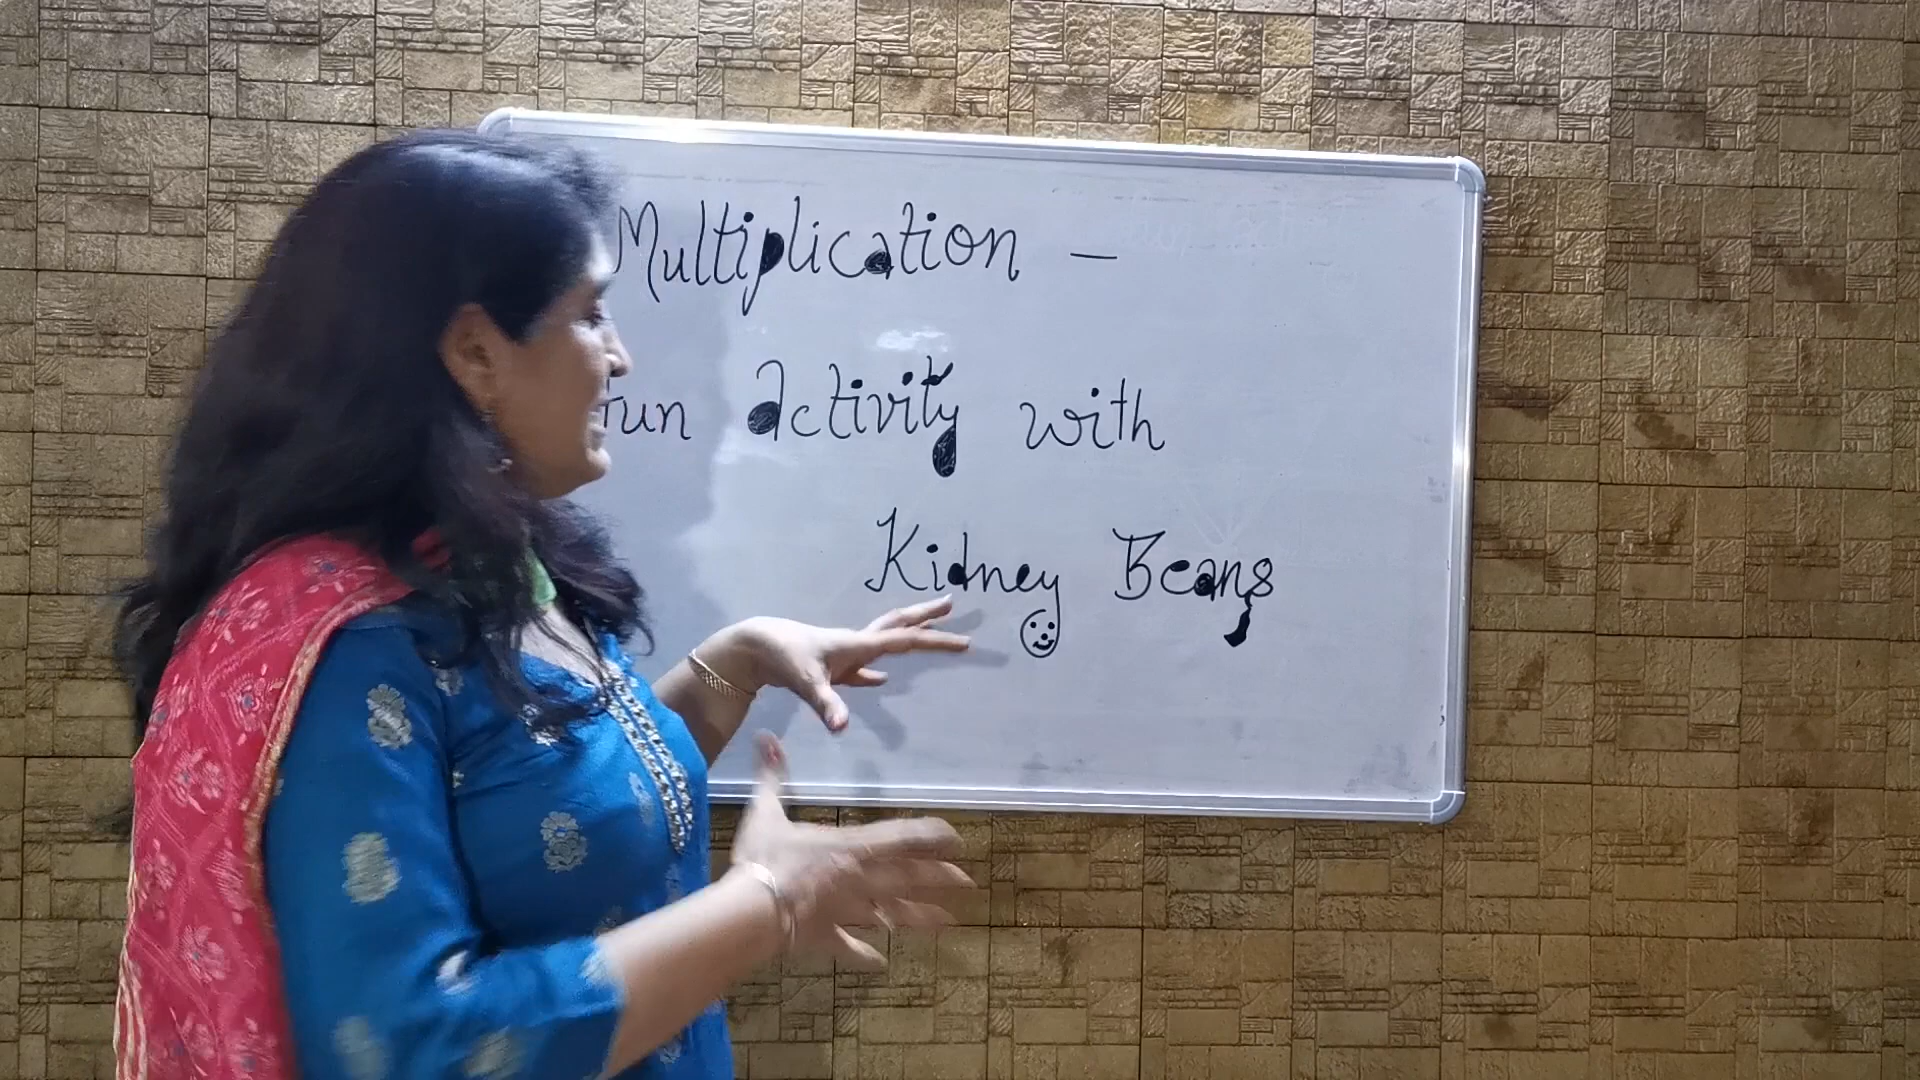 Multiplication —
fun activity with
Kidney Beans